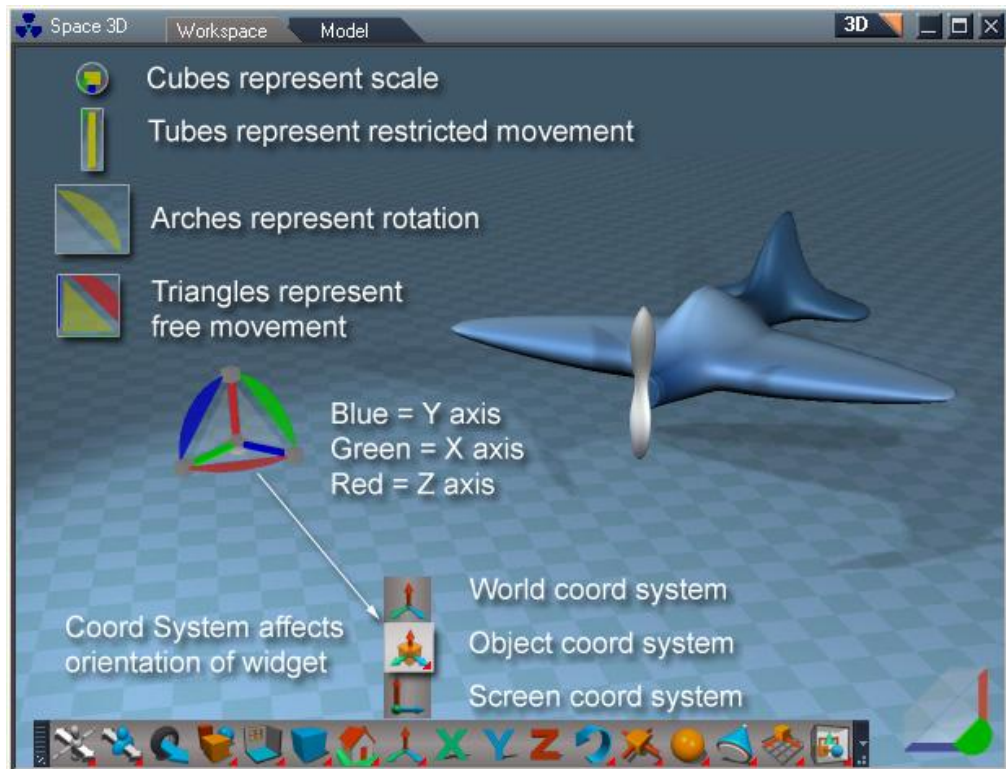 Space 3D
Workspace
Model
3D
Cubes represent scale
Tubes represent restricted movement
Arches represent rotation
Triangles represent
free movement
Blue = Y axis
Green = X axis
Red = Z axis
World coord system
Coord System affects
orientation of widget
Object coord system
Screen coord system
X Y Z